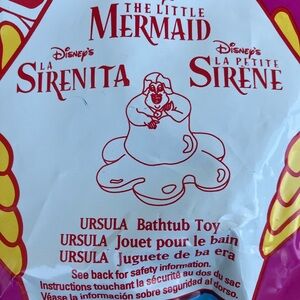 THE LITTLE
MERMAID
DISNEY'S
LA
SIRENITA
DISNEY'S
LA PETITE
SIRENE
URSULA Bathtub Toy
URSULA Jouet pour le bain
URSULA Juguete de ba era
See back for safety information.
Instructions touchant la sécurité au dos du sac
Véase la información sobre seguridad al dorso